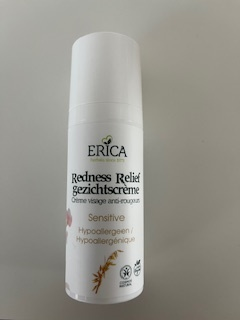 ERICA
Redness Relief
gezichtscrème
Crème visage anti-rougeurs
Sensitive
Hypoallergeen /
Hypoallergénique